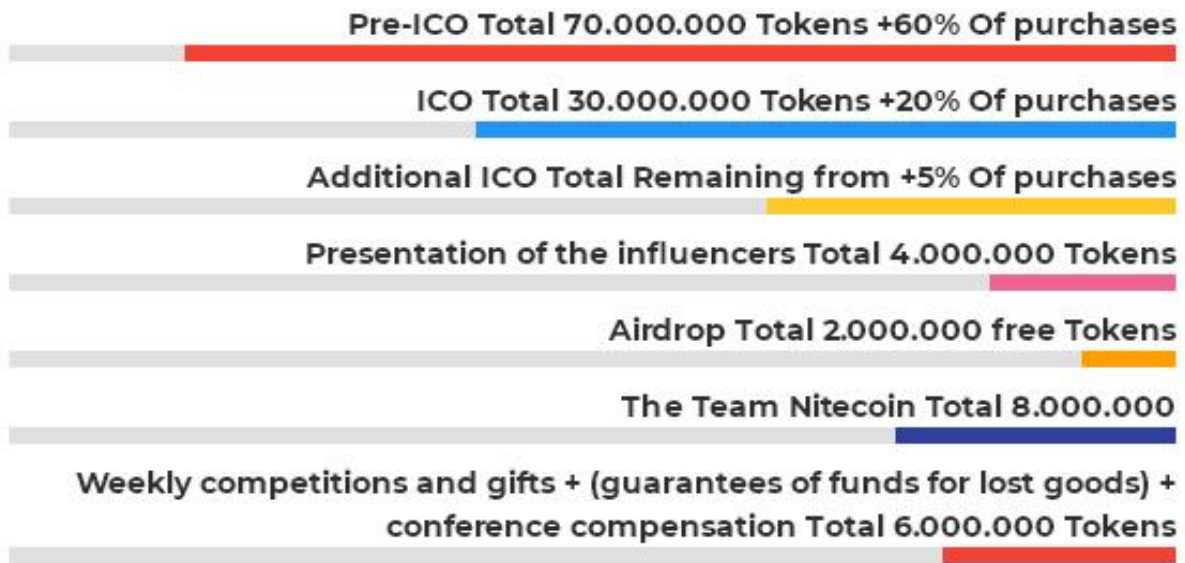 Pre-ICO Total 70.000.000 Tokens +60% Of purchases
ICO Total 30.000.000 Tokens +20% Of purchases
Additional ICO Total Remaining from +5% Of purchases
Presentation of the influencers Total 4.000.000 Tokens
Airdrop Total 2.000.000 free Tokens
The Team Nitecoin Total 8.000.000
Weekly competitions and gifts + (guarantees of funds for lost goods) +
conference compensation Total 6.000.000 Tokens